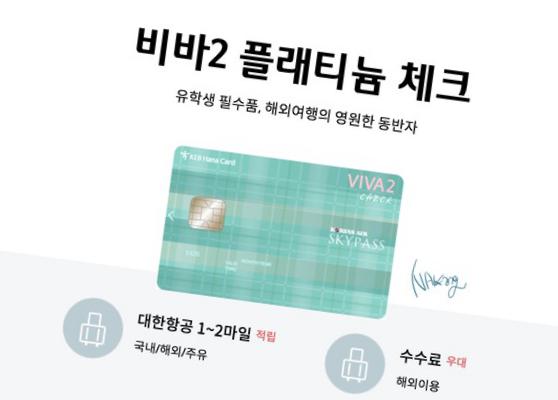 비바2 플래티늄 체크
유학생 필수품, 해외여행의 영원한 동반자
KEB Hana Card
VIVA2
CHECK
KOREAN AIR
SKYPASS
대한항공 1~2마일 적립
국내/해외/주유
수수료 우대
해외이용